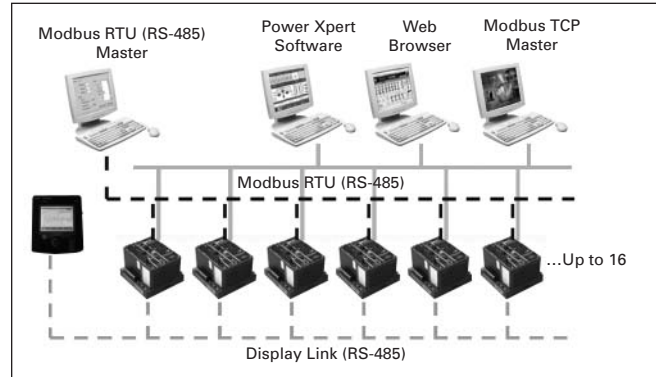 Modbus RTU (RS-485)
Master
Power Xpert
Software
Web
Browser
Modbus TCP
Master
Modbus RTU (RS-485)
...Up to 16
Display Link (RS-485)